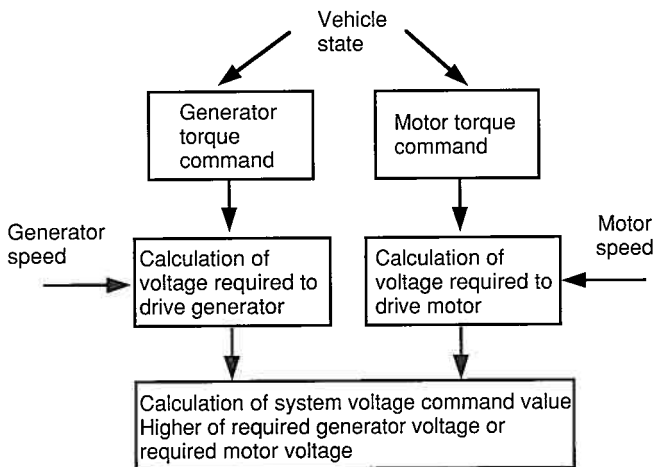 Vehicle
state
Generator
torque
command
Motor torque
command
Generator
speed
Motor
speed
Calculation of
voltage required to
drive generator
Calculation of
voltage required to
drive motor
Calculation of system voltage command value
Higher of required generator voltage or
required motor voltage